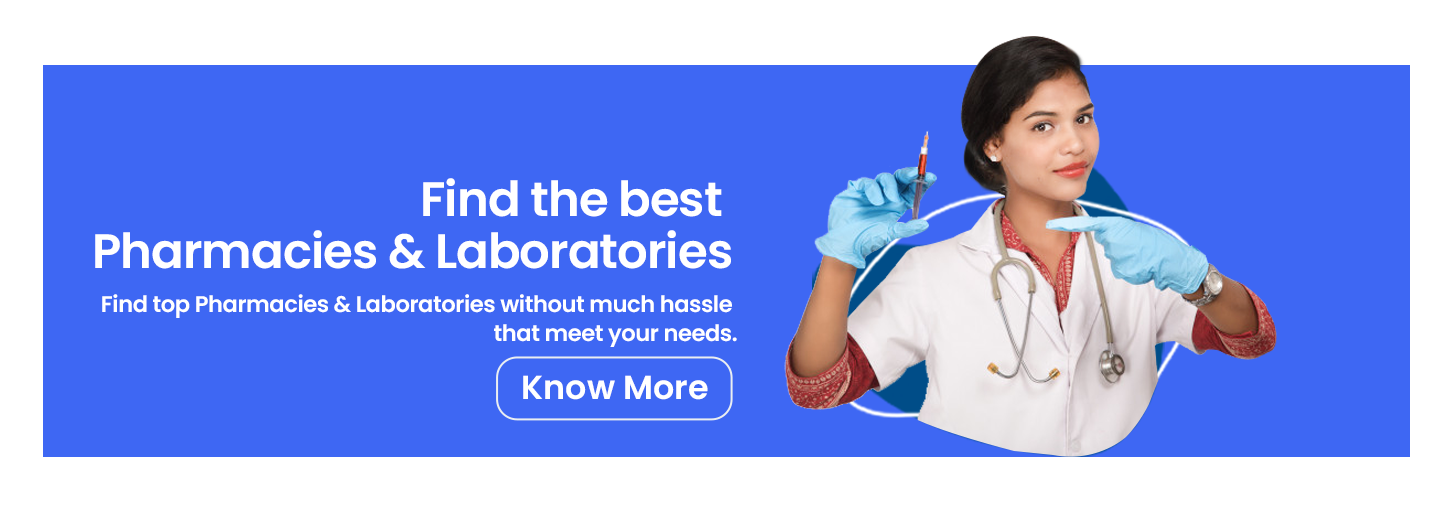 Find the best
Pharmacies & Laboratories
Find top Pharmacies & Laboratories without much hassle
that meet your needs.
Know More